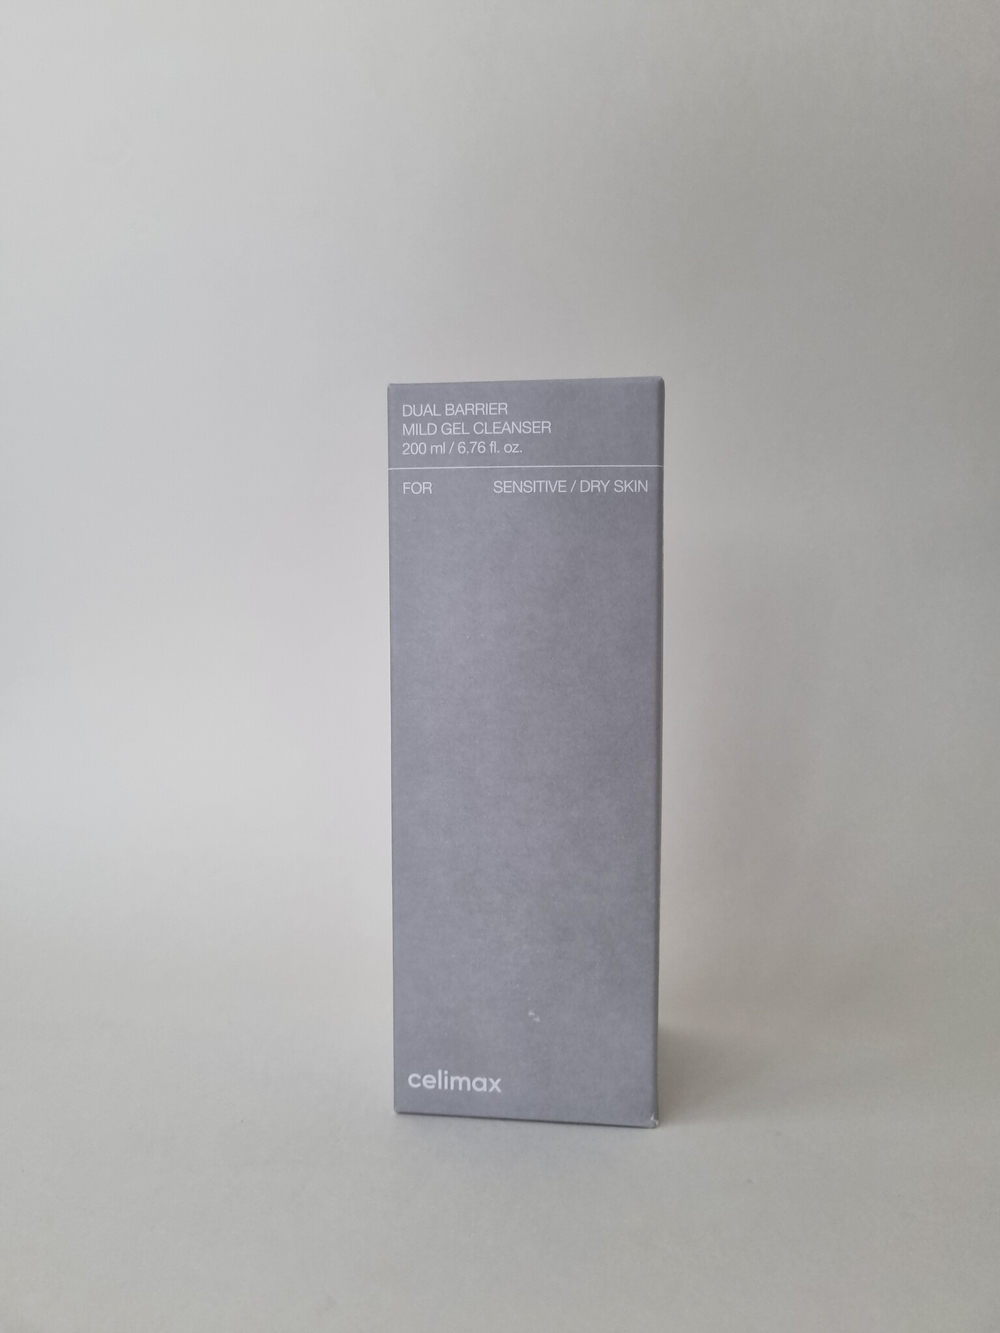 DUAL BARRIER
MILD GEL CLEANSER
200 ml / 6.76 fl. oz.
FOR SENSITIVE / DRY SKIN
celimax